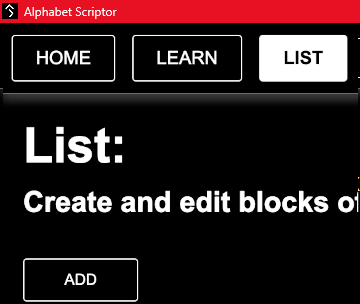 Alphabet Scriptor
HOME LEARN LIST
List:
Create and edit blocks of
ADD